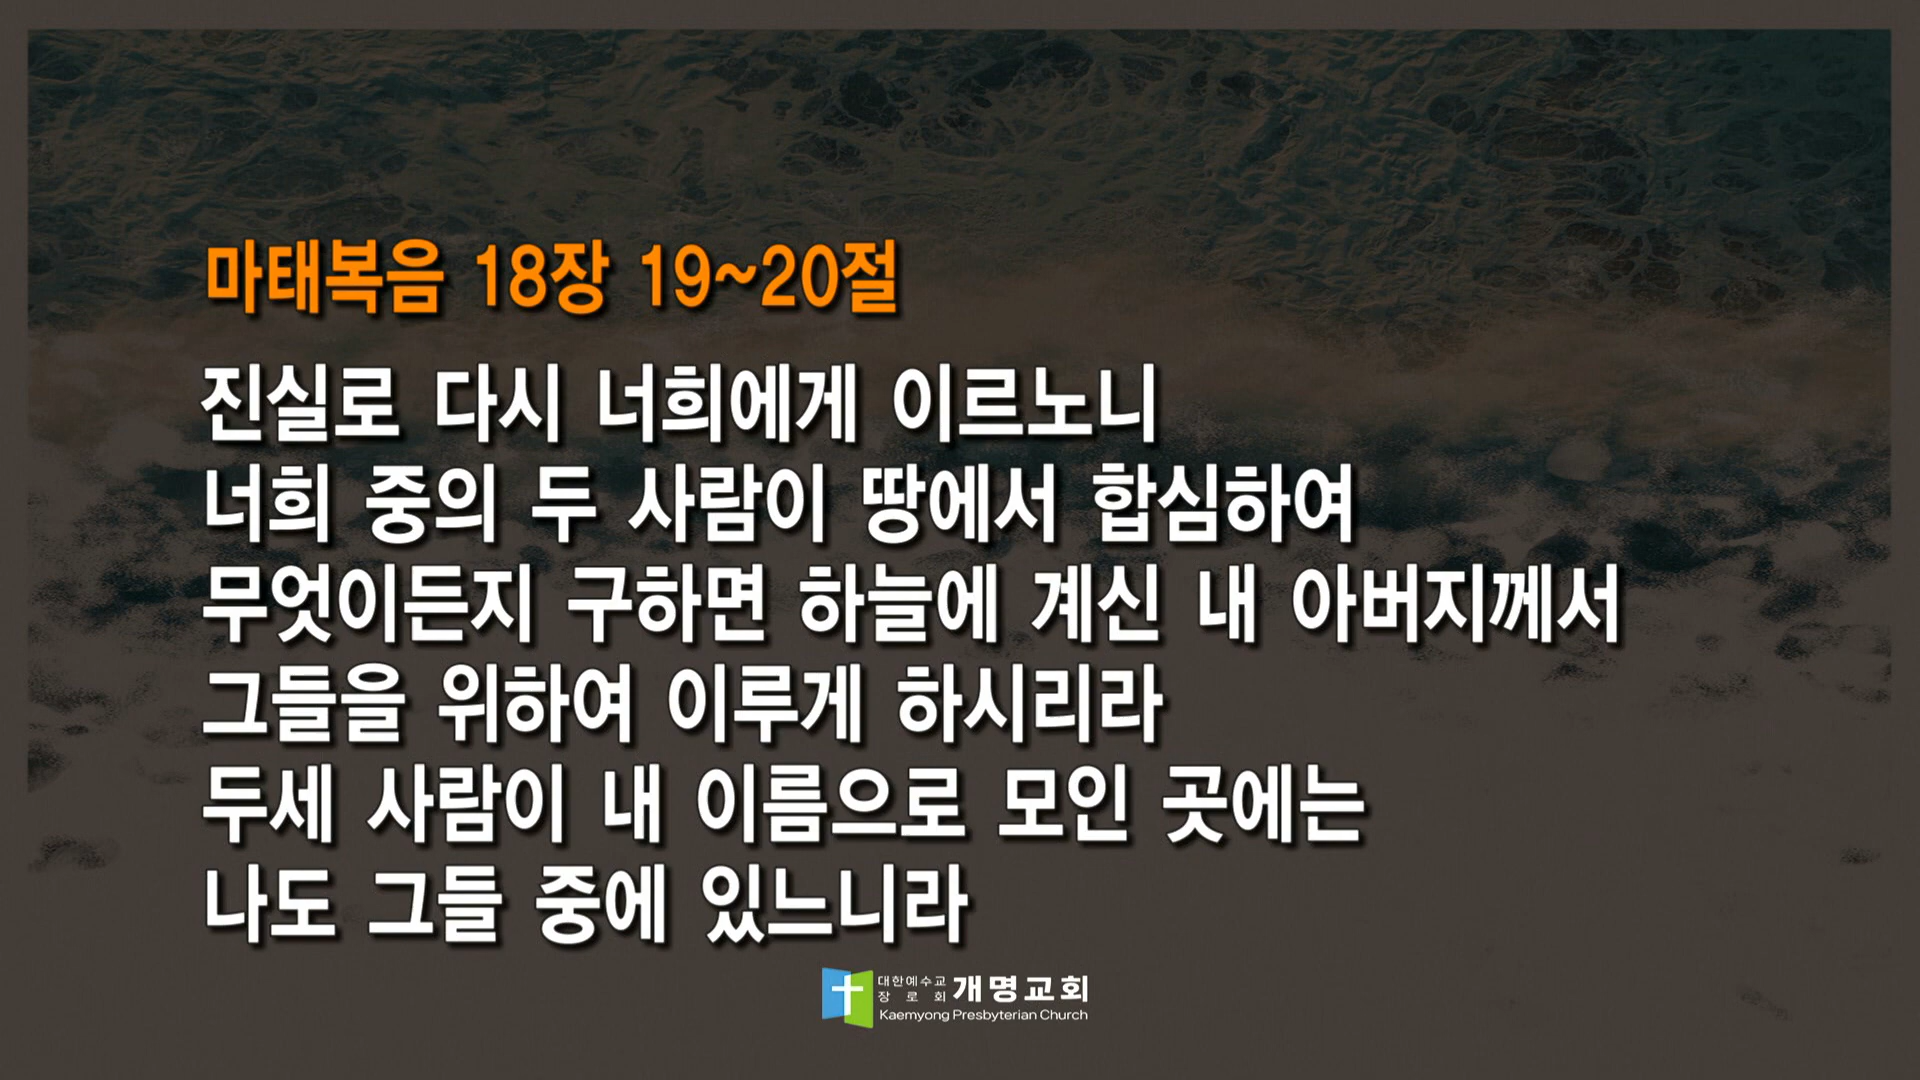 마태복음 18장 19~20절
진실로 다시 너희에게 이르노니
너희 중의 두 사람이 땅에서 합심하여
무엇이든지 구하면 하늘에 계신 내 아버지께서
그들을 위하여 이루게 하시리라
두세 사람이 내 이름으로 모인 곳에는
나도 그들 중에 있느니라
대한예수교
장로회
개명교회
Kaemyong Presbyterian Church